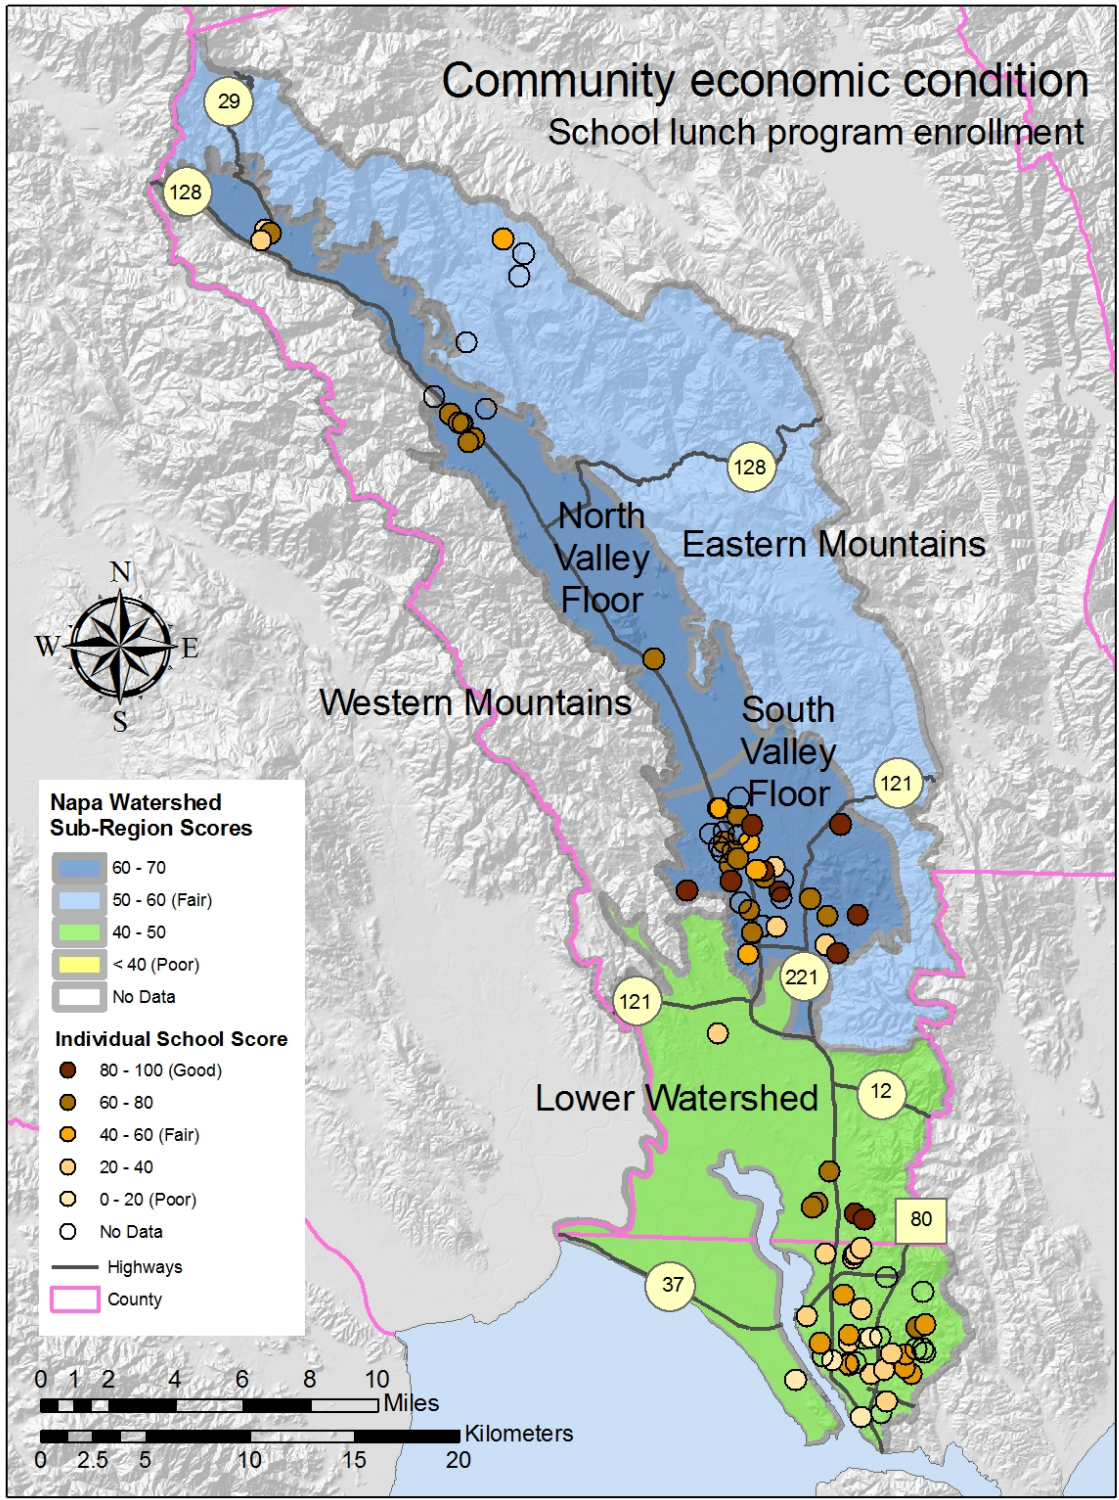 Community economic condition
School lunch program enrollment
29
128
128
North
Valley
Floor
Eastern Mountains
N
W
E
S
Western Mountains
South
Valley
Floor
121
Napa Watershed
Sub-Region Scores
60 - 70
50 - 60 (Fair)
40 - 50
< 40 (Poor)
No Data
Individual School Score
80 - 100 (Good)
60 - 80
40 - 60 (Fair)
20 - 40
0 - 20 (Poor)
No Data
Highways
County
221
121
Lower Watershed
12
80
37
0 1 2 4 6 8 10
Miles
Kilometers
0 2.5 5 10 15 20